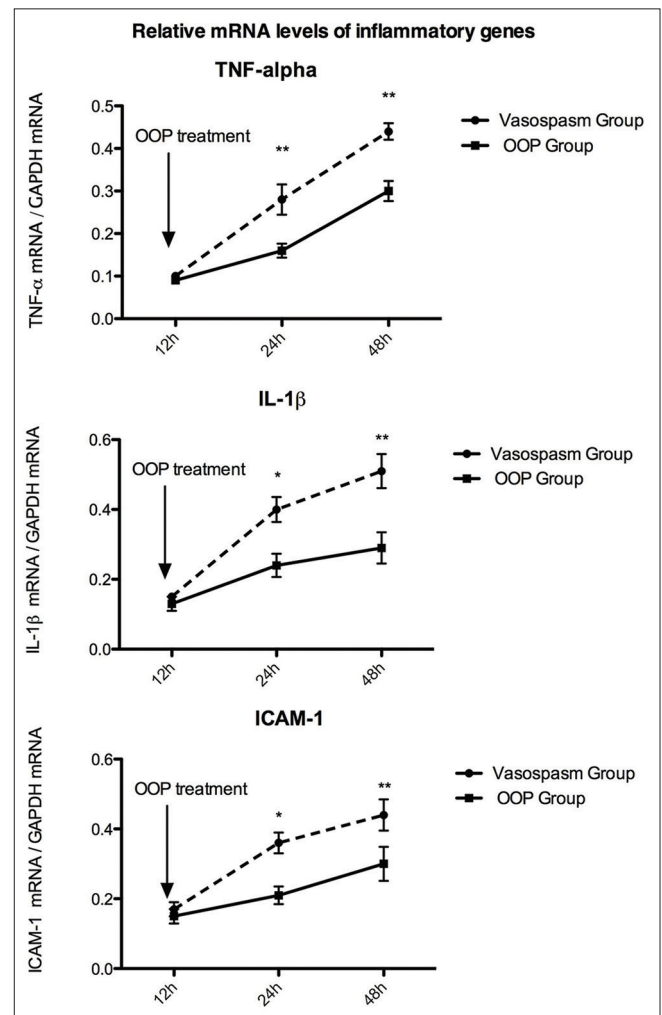 Relative mRNA levels of inflammatory genes
TNF-alpha
TNF-α mRNA / GAPDH mRNA
0.5
0.4
0.3
0.2
0.1
0.0
OOP treatment
**
**
Vasospasm Group
OOP Group
12h
24h
48h
IL-1β
IL-1β mRNA / GAPDH mRNA
0.6
0.4
0.2
0.0
OOP treatment
*
**
Vasospasm Group
OOP Group
12h
24h
48h
ICAM-1
ICAM-1 mRNA / GAPDH mRNA
0.6
0.4
0.2
0.0
OOP treatment
*
**
Vasospasm Group
OOP Group
12h
24h
48h